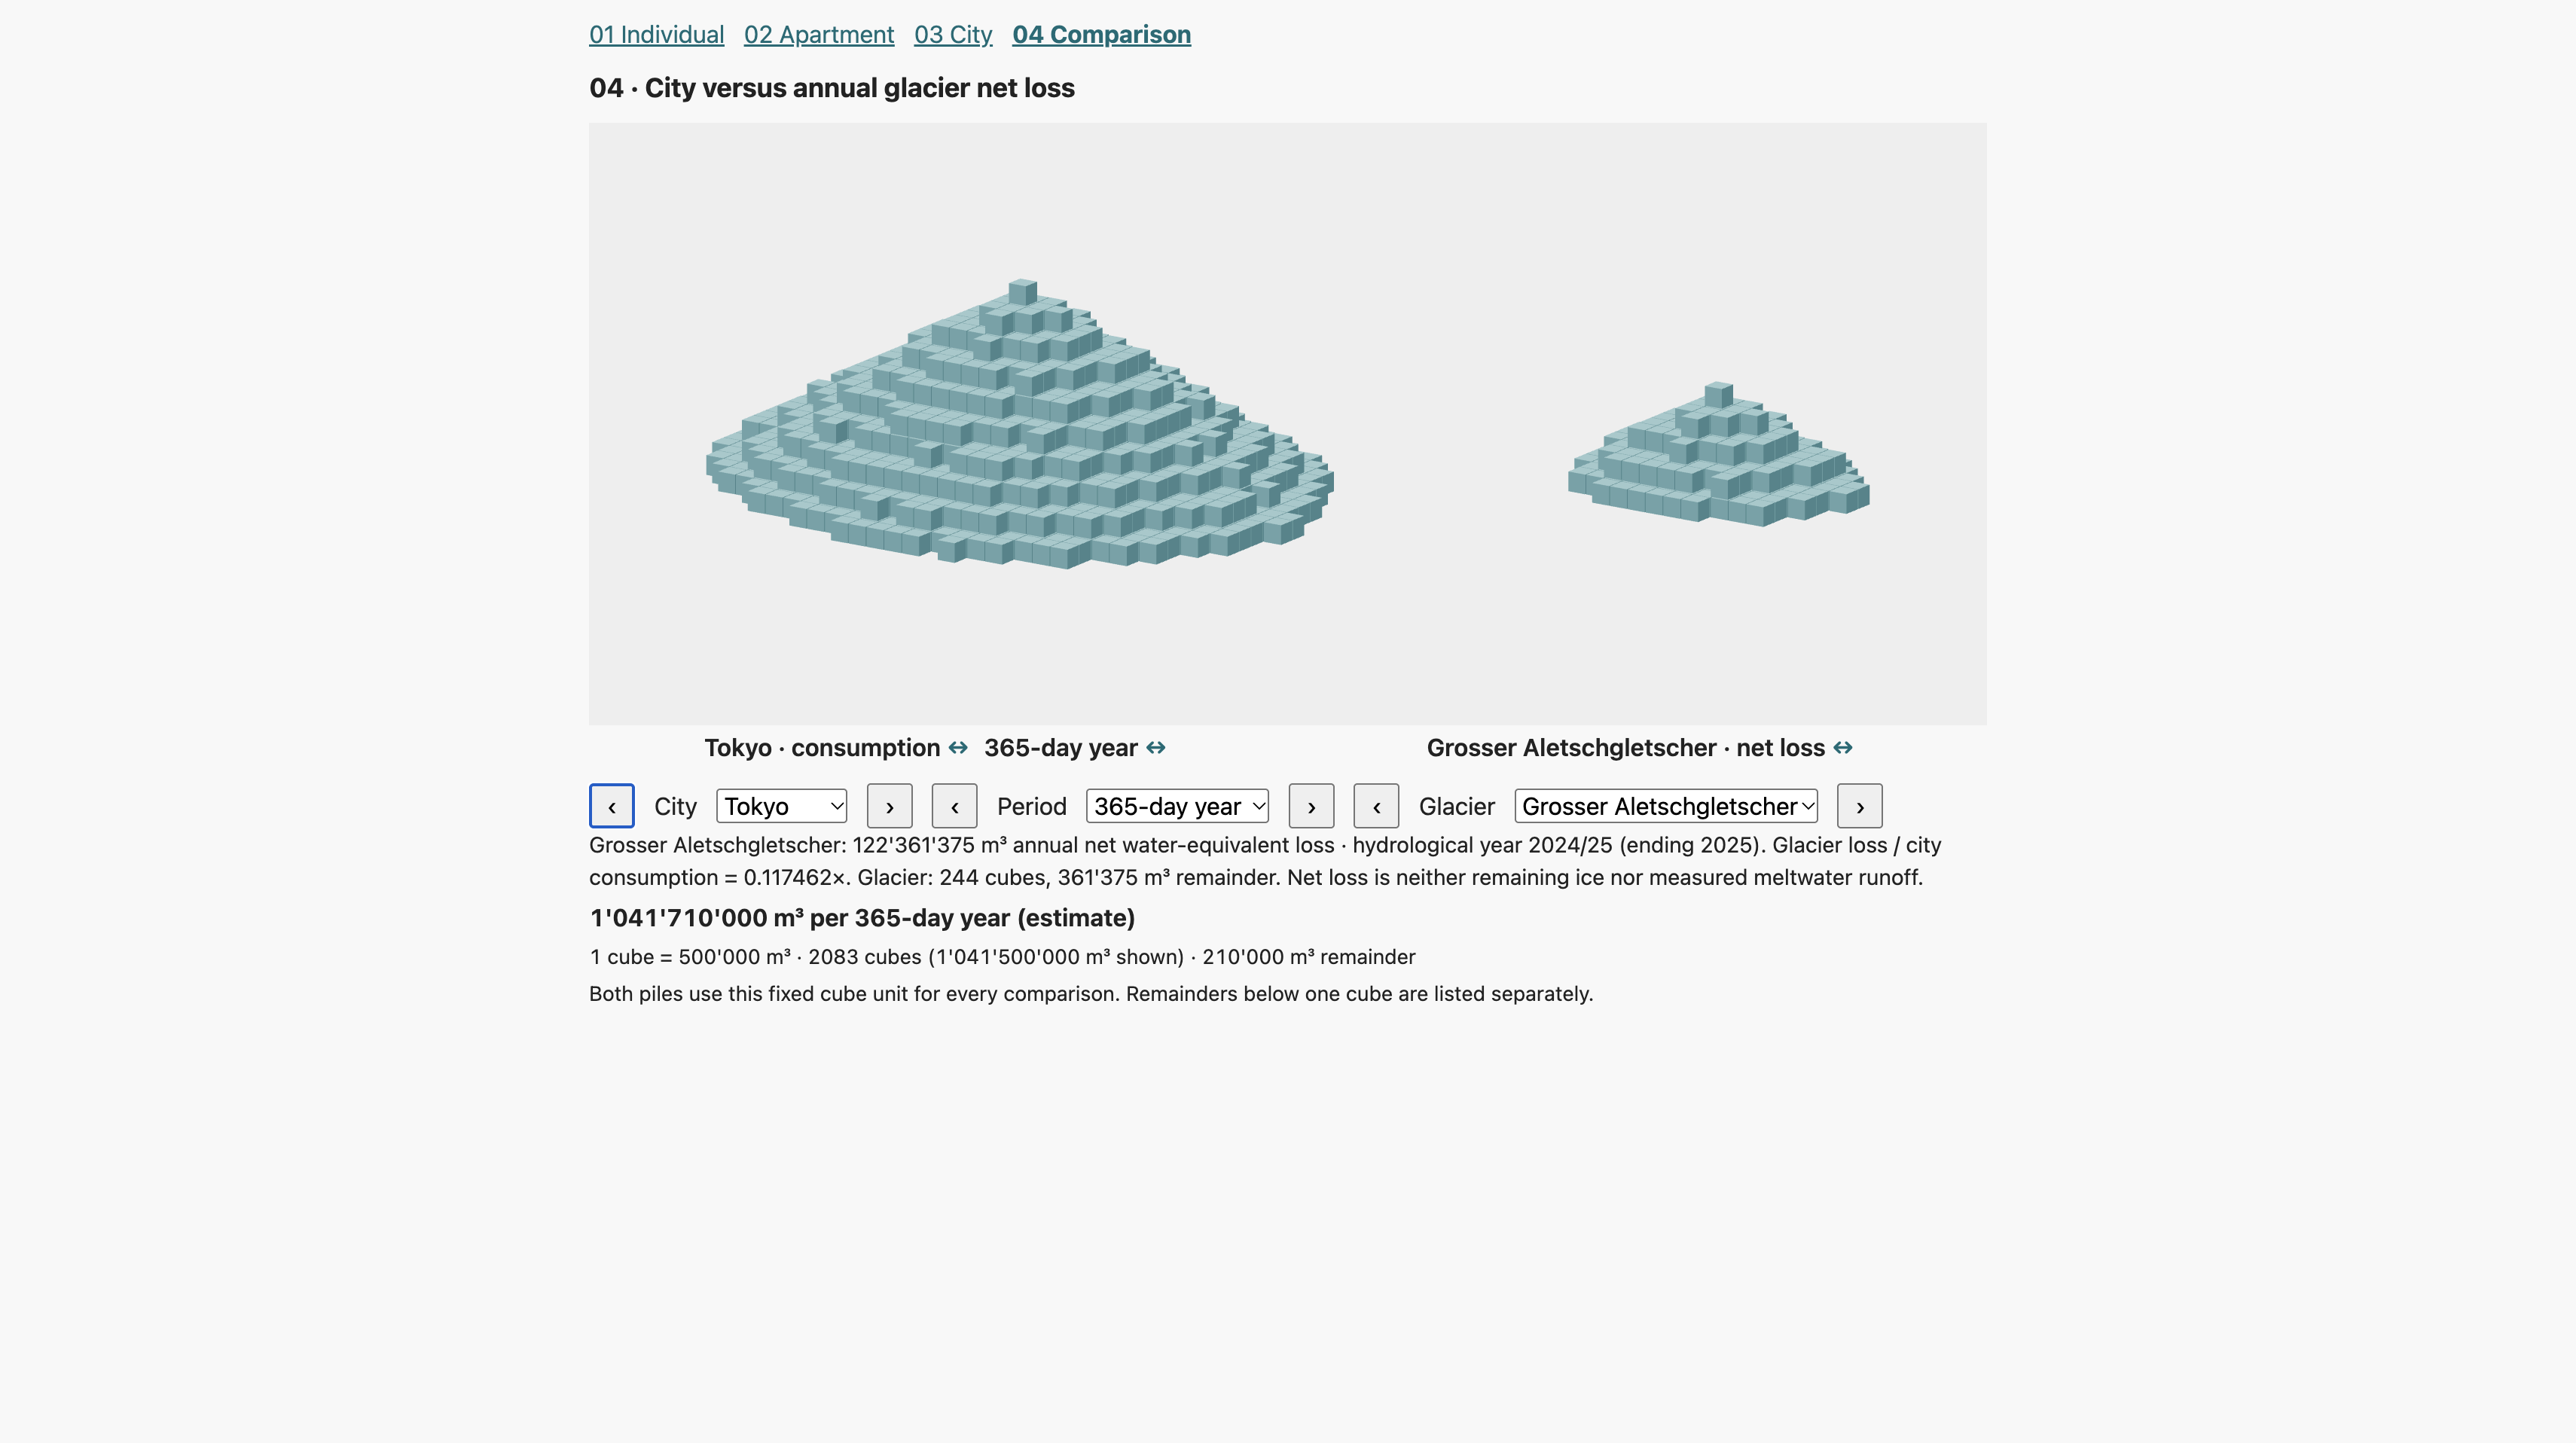 01 Individual 02 Apartment 03 City 04 Comparison
04 · City versus annual glacier net loss
Tokyo · consumption ↔ 365-day year ↔ Grosser Aletschgletscher · net loss ↔
‹ City Tokyo › ‹ Period 365-day year › ‹ Glacier Grosser Aletschgletscher ›
Grosser Aletschgletscher: 122'361'375 m³ annual net water-equivalent loss · hydrological year 2024/25 (ending 2025). Glacier loss / city
consumption = 0.117462×. Glacier: 244 cubes, 361'375 m³ remainder. Net loss is neither remaining ice nor measured meltwater runoff.
1'041'710'000 m³ per 365-day year (estimate)
1 cube = 500'000 m³ · 2083 cubes (1'041'500'000 m³ shown) · 210'000 m³ remainder
Both piles use this fixed cube unit for every comparison. Remainders below one cube are listed separately.